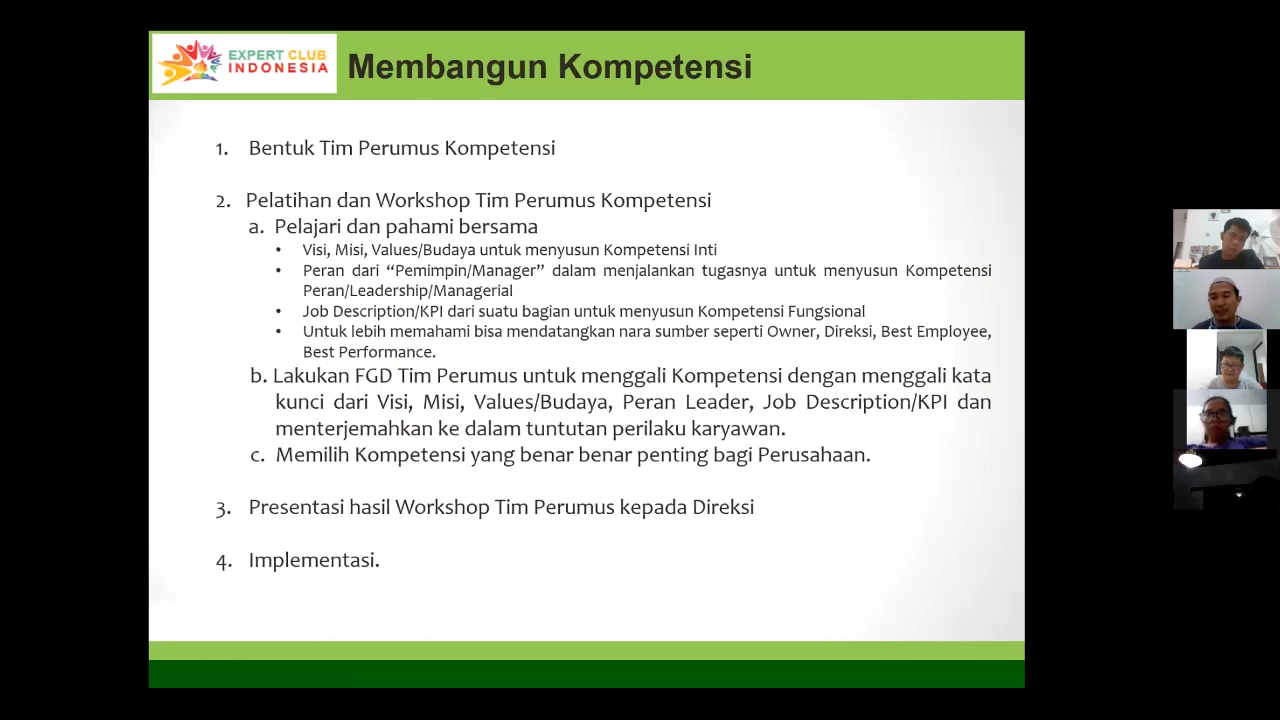 EXPERT CLUB
INDONESIA
Membangun Kompetensi
1. Bentuk Tim Perumus Kompetensi
2. Pelatihan dan Workshop Tim Perumus Kompetensi
a. Pelajari dan pahami bersama
• Visi, Misi, Values/Budaya untuk menyusun Kompetensi Inti
• Peran dari “Pemimpin/Manager” dalam menjalankan tugasnya untuk menyusun Kompetensi
Peran/Leadership/Managerial
• Job Description/KPI dari suatu bagian untuk menyusun Kompetensi Fungsional
• Untuk lebih memahami bisa mendatangkan nara sumber seperti Owner, Direksi, Best Employee,
Best Performance.
b. Lakukan FGD Tim Perumus untuk menggali Kompetensi dengan menggali kata
kunci dari Visi, Misi, Values/Budaya, Peran Leader, Job Description/KPI dan
menterjemahkan ke dalam tuntutan perilaku karyawan.
c. Memilih Kompetensi yang benar benar penting bagi Perusahaan.
3. Presentasi hasil Workshop Tim Perumus kepada Direksi
4. Implementasi.